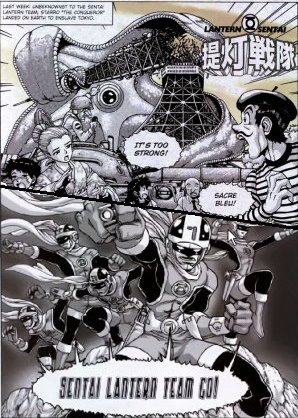 LAST WEEK: UNBEKNOWNST TO THE SENTAI
LANTERN TEAM, STARRO "THE CONQUEROR"
LANDED ON EARTH TO ENSLAVE TOKYO.
LANTERN SENTAI
提灯戦隊
IT'S TOO
STRONG!
SACRE
BLEU!
SENTAI LANTERN TEAM GO!